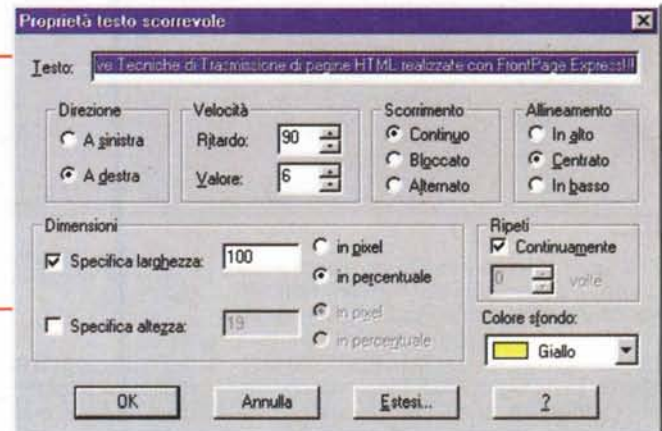 Proprietà testo scorrevole
Testo: ve Tecniche di Trasmissione di pagine HTML realizzate con FrontPage Express!!!
Direzione
A sinistra
A destra
Velocità
Ritardo: 90
Valore: 6
Scorrimento
Continuo
Bloccato
Alternato
Allineamento
In alto
Centrato
In basso
Dimensioni
Specifica larghezza: 100
in pixel
in percentuale
Specifica altezza: 19
in pixel
in percentuale
Ripeti
Continuamente
0 volte
Colore sfondo:
Giallo
OK
Annulla
Estesi...
?